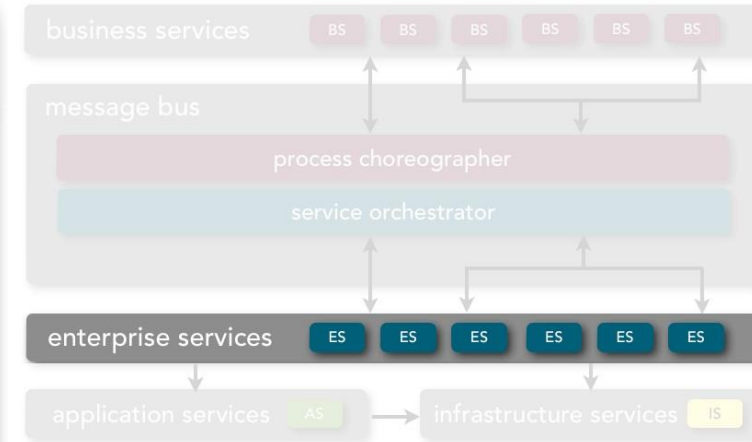 business services BS BS BS BS BS BS
message bus
process choreographer
service orchestrator
enterprise services ES ES ES ES ES ES
application services AS infrastructure services IS